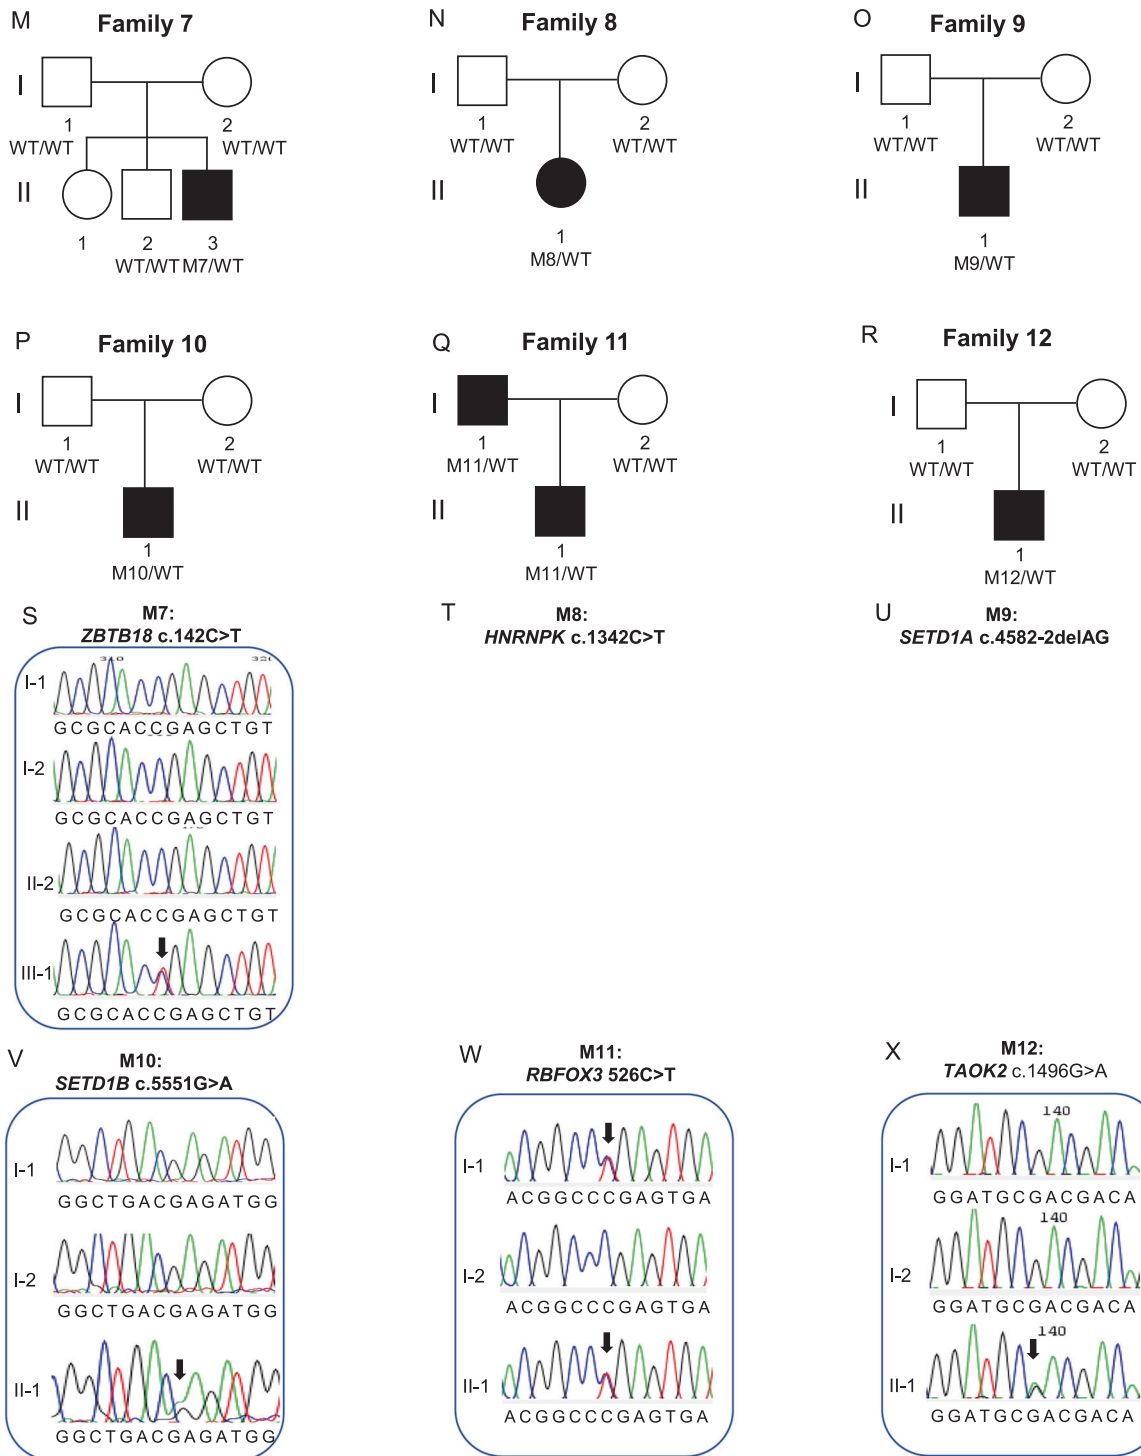 M Family 7
N Family 8
O Family 9
I
1 2
WT/WT WT/WT
II
1 2 3
WT/WT M7/WT
I
1 2
WT/WT WT/WT
II
1
M8/WT
I
1 2
WT/WT WT/WT
II
1
M9/WT
P Family 10
Q Family 11
R Family 12
I
1 2
WT/WT WT/WT
II
1
M10/WT
I
1 2
M11/WT WT/WT
II
1
M11/WT
I
1 2
WT/WT WT/WT
II
1
M12/WT
S M7:
ZBTB18 c.142C>T
T M8:
HNRNPK c.1342C>T
U M9:
SETD1A c.4582-2delAG
310 320
I-1
GCGCACCGAGCTGT
I-2
GCGCACCGAGCTGT
II-2
GCGCACCGAGCTGT
III-1
GCGCACCGAGCTGT
V M10:
SETD1B c.5551G>A
I-1
GGCTGACGAGATGG
I-2
GGCTGACGAGATGG
II-1
GGCTGACGAGATGG
W M11:
RBFOX3 526C>T
I-1
ACGGCCCGAGTGA
I-2
ACGGCCCGAGTGA
II-1
ACGGCCCGAGTGA
X M12:
TAOK2 c.1496G>A
140
I-1
GGATGCGACGACA
140
I-2
GGATGCGACGACA
140
II-1
GGATGCGACGACA